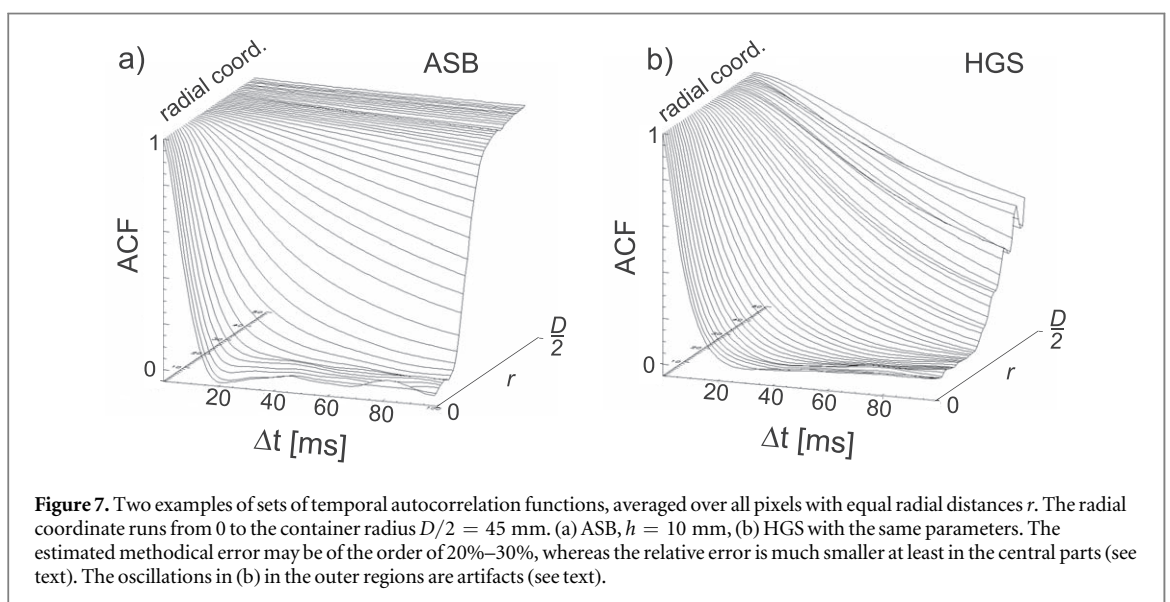 a)
radial coord.
ASB
1
ACF
0
20
40
60
80
Δt [ms]
0
r
D
2
b)
radial coord.
HGS
1
ACF
0
20
40
60
80
Δt [ms]
0
r
D
2
Figure 7. Two examples of sets of temporal autocorrelation functions, averaged over all pixels with equal radial distances r. The radial
coordinate runs from 0 to the container radius D/2 = 45 mm. (a) ASB, h = 10 mm, (b) HGS with the same parameters. The
estimated methodical error may be of the order of 20%–30%, whereas the relative error is much smaller at least in the central parts (see
text). The oscillations in (b) in the outer regions are artifacts (see text).